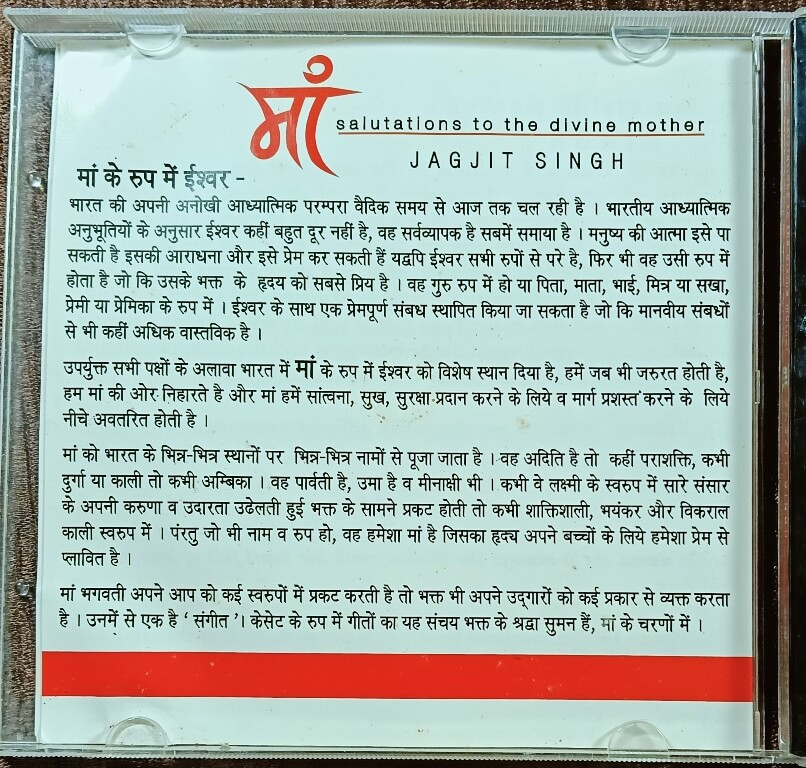 मां
salutations to the divine mother
JAGJIT SINGH
मां के रुप में ईश्वर -
भारत की अपनी अनोखी आध्यात्मिक परम्परा वैदिक समय से आज तक चल रही है । भारतीय आध्यात्मिक
अनुभूतियों के अनुसार ईश्वर कहीं बहुत दूर नहीं है, वह सर्वव्यापक है सबमें समाया है । मनुष्य की आत्मा इसे पा
सकती है इसकी आराधना और इसे प्रेम कर सकती हैं यद्वपि ईश्वर सभी रुपों से परे है, फिर भी वह उसी रुप में
होता है जो कि उसके भक्त के हृदय को सबसे प्रिय है । वह गुरु रुप में हो या पिता, माता, भाई, मित्र या सखा,
प्रेमी या प्रेमिका के रुप में । ईश्वर के साथ एक प्रेमपूर्ण संबध स्थापित किया जा सकता है जो कि मानवीय संबधों
से भी कहीं अधिक वास्तविक है ।
उपर्युक्त सभी पक्षों के अलावा भारत में मां के रुप में ईश्वर को विशेष स्थान दिया है, हमें जब भी जरुरत होती है,
हम मां की ओर निहारते है और मां हमें सांत्वना, सुख, सुरक्षा प्रदान करने के लिये व मार्ग प्रशस्त करने के लिये
नीचे अवतरित होती है ।
मां को भारत के भिन्न-भिन्न स्थानों पर भिन्न-भिन्न नामों से पूजा जाता है । वह अदिति है तो कहीं पराशक्ति, कभी
दुर्गा या काली तो कभी अम्बिका । वह पार्वती है, उमा है व मीनाक्षी भी । कभी वे लक्ष्मी के स्वरुप में सारे संसार
के अपनी करुणा व उदारता उढेलती हुई भक्त के सामने प्रकट होती तो कभी शाक्तिशाली, भयंकर और विकराल
काली स्वरुप में । पंरतु जो भी नाम व रुप हो, वह हमेशा मां है जिसका हृदय अपने बच्चों के लिये हमेशा प्रेम से
प्लावित है ।
मां भगवती अपने आप को कई स्वरुपों में प्रकट करती है तो भक्त भी अपने उद्‌गारों को कई प्रकार से व्यक्त करता
है । उनमें से एक है ‘ संगीत ’। केसेट के रुप में गीतों का यह संचय भक्त के श्रद्वा सुमन हैं, मां के चरणों में ।